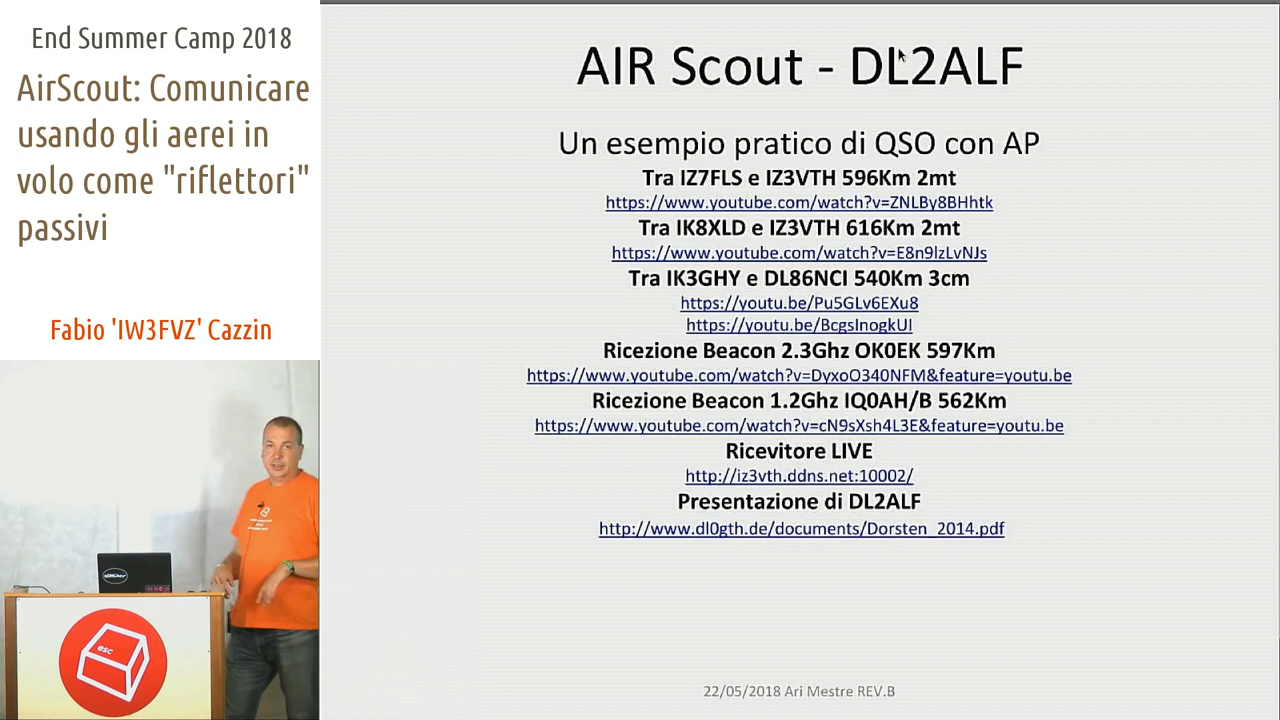 End Summer Camp 2018
AirScout: Comunicare
usando gli aerei in
volo come "riflettori"
passivi
Fabio 'IW3FVZ' Cazzin
esc
AIR Scout - DL2ALF
Un esempio pratico di QSO con AP
Tra IZ7FLS e IZ3VTH 596Km 2mt
https://www.youtube.com/watch?v=ZNLBy8BHhtk
Tra IK8XLD e IZ3VTH 616Km 2mt
https://www.youtube.com/watch?v=E8n9lzLvNJs
Tra IK3GHY e DL86NCI 540Km 3cm
https://youtu.be/Pu5GLv6EXu8
https://youtu.be/BcgsInogkUI
Ricezione Beacon 2.3Ghz OK0EK 597Km
https://www.youtube.com/watch?v=DyxoO340NFM&feature=youtu.be
Ricezione Beacon 1.2Ghz IQ0AH/B 562Km
https://www.youtube.com/watch?v=cN9sXsh4L3E&feature=youtu.be
Ricevitore LIVE
http://iz3vth.ddns.net:10002/
Presentazione di DL2ALF
http://www.dl0gth.de/documents/Dorsten_2014.pdf
22/05/2018 Ari Mestre REV.B